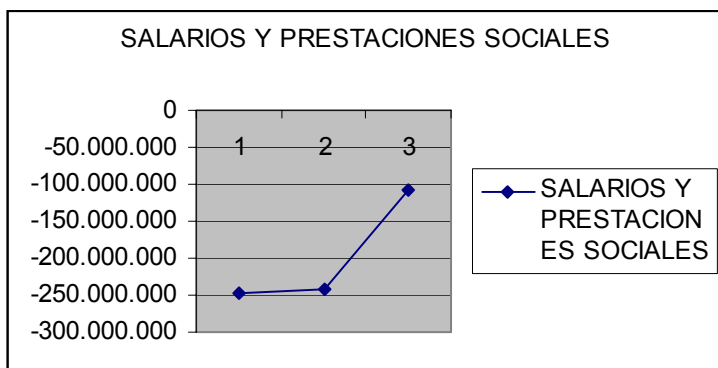 SALARIOS Y PRESTACIONES SOCIALES
0
-50.000.000
-100.000.000
-150.000.000
-200.000.000
-250.000.000
-300.000.000
1 2 3
SALARIOS Y
PRESTACION
ES SOCIALES